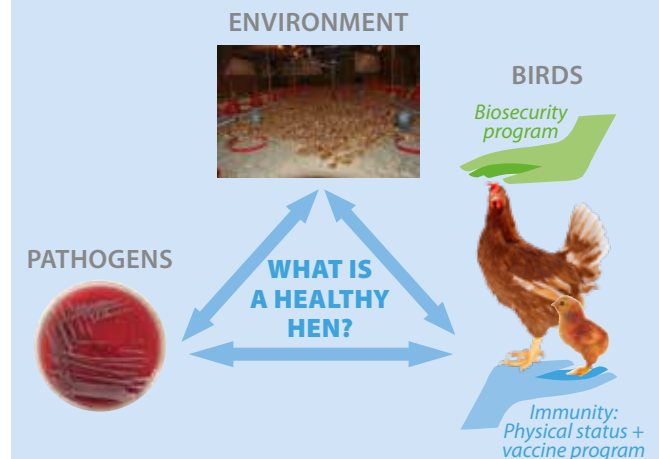 ENVIRONMENT
BIRDS
Biosecurity
program
PATHOGENS
WHAT IS
A HEALTHY
HEN?
Immunity:
Physical status +
vaccine program